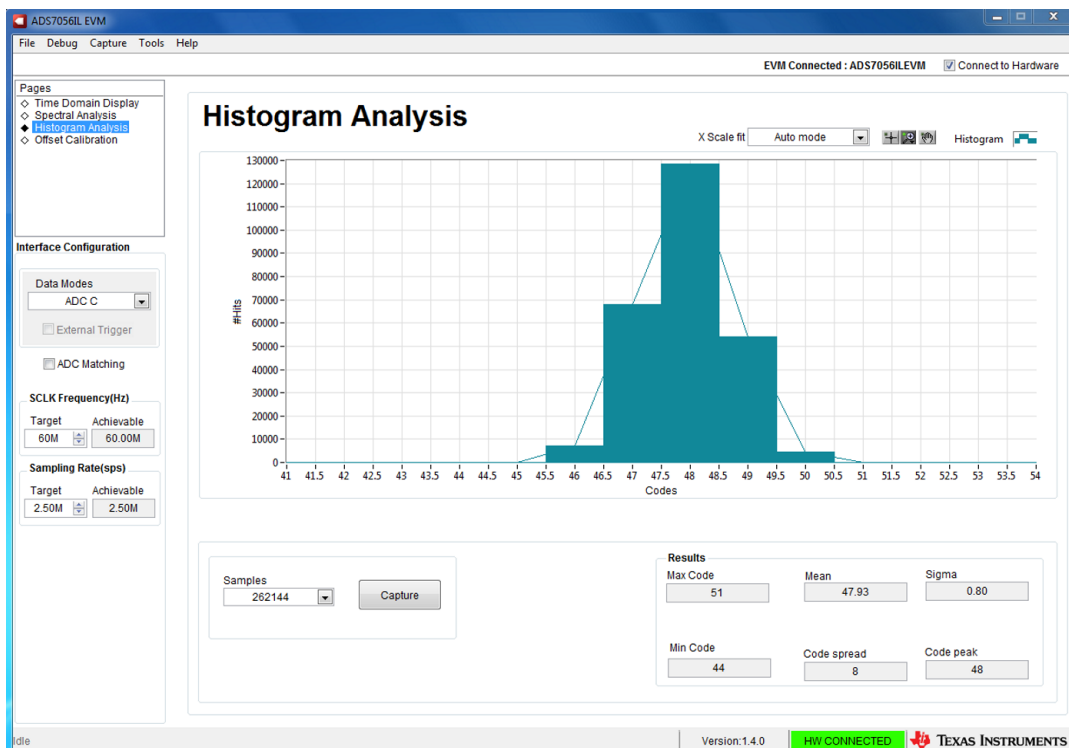 ADS7056IL EVM
File Debug Capture Tools Help
EVM Connected : ADS7056ILEVM Connect to Hardware
Pages
Time Domain Display
Spectral Analysis
Histogram Analysis
Offset Calibration
Interface Configuration
Data Modes
ADC C
External Trigger
ADC Matching
SCLK Frequency(Hz)
Target Achievable
60M 60.00M
Sampling Rate(sps)
Target Achievable
2.50M 2.50M
Histogram Analysis
X Scale fit Auto mode Histogram
130000
120000
110000
100000
90000
80000
70000
60000
50000
40000
30000
20000
10000
0
#Hits
41 41.5 42 42.5 43 43.5 44 44.5 45 45.5 46 46.5 47 47.5 48 48.5 49 49.5 50 50.5 51 51.5 52 52.5 53 53.5 54
Codes
Samples
262144
Capture
Results
Max Code Mean Sigma
51 47.93 0.80
Min Code Code spread Code peak
44 8 48
Idle
Version:1.4.0 HW CONNECTED TEXAS INSTRUMENTS